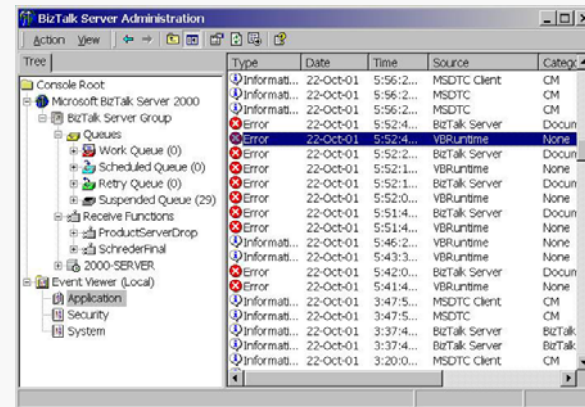 BizTalk Server Administration
Action View
Tree
Console Root
Microsoft BizTalk Server 2000
BizTalk Server Group
Queues
Work Queue (0)
Scheduled Queue (0)
Retry Queue (0)
Suspended Queue (29)
Receive Functions
ProductServerDrop
SchrederFinal
2000-SERVER
Event Viewer (Local)
Application
Security
System
Type Date Time Source Catego
Informati... 22-Oct-01 5:56:2... MSDTC Client CM
Informati... 22-Oct-01 5:56:2... MSDTC CM
Informati... 22-Oct-01 5:56:2... MSDTC CM
Error 22-Oct-01 5:52:4... BizTalk Server Docum
Error 22-Oct-01 5:52:4... VBRuntime None
Error 22-Oct-01 5:52:2... BizTalk Server Docum
Error 22-Oct-01 5:52:1... VBRuntime None
Error 22-Oct-01 5:52:1... BizTalk Server Docum
Error 22-Oct-01 5:52:0... VBRuntime None
Error 22-Oct-01 5:51:4... BizTalk Server Docum
Error 22-Oct-01 5:51:4... VBRuntime None
Informati... 22-Oct-01 5:46:2... VBRuntime None
Informati... 22-Oct-01 5:43:3... VBRuntime None
Error 22-Oct-01 5:42:0... BizTalk Server Docum
Error 22-Oct-01 5:41:4... VBRuntime None
Informati... 22-Oct-01 3:47:5... MSDTC Client CM
Informati... 22-Oct-01 3:47:5... MSDTC CM
Informati... 22-Oct-01 3:37:4... BizTalk Server BizTalk
Informati... 22-Oct-01 3:37:4... BizTalk Server BizTalk
Informati... 22-Oct-01 3:20:0... MSDTC Client CM